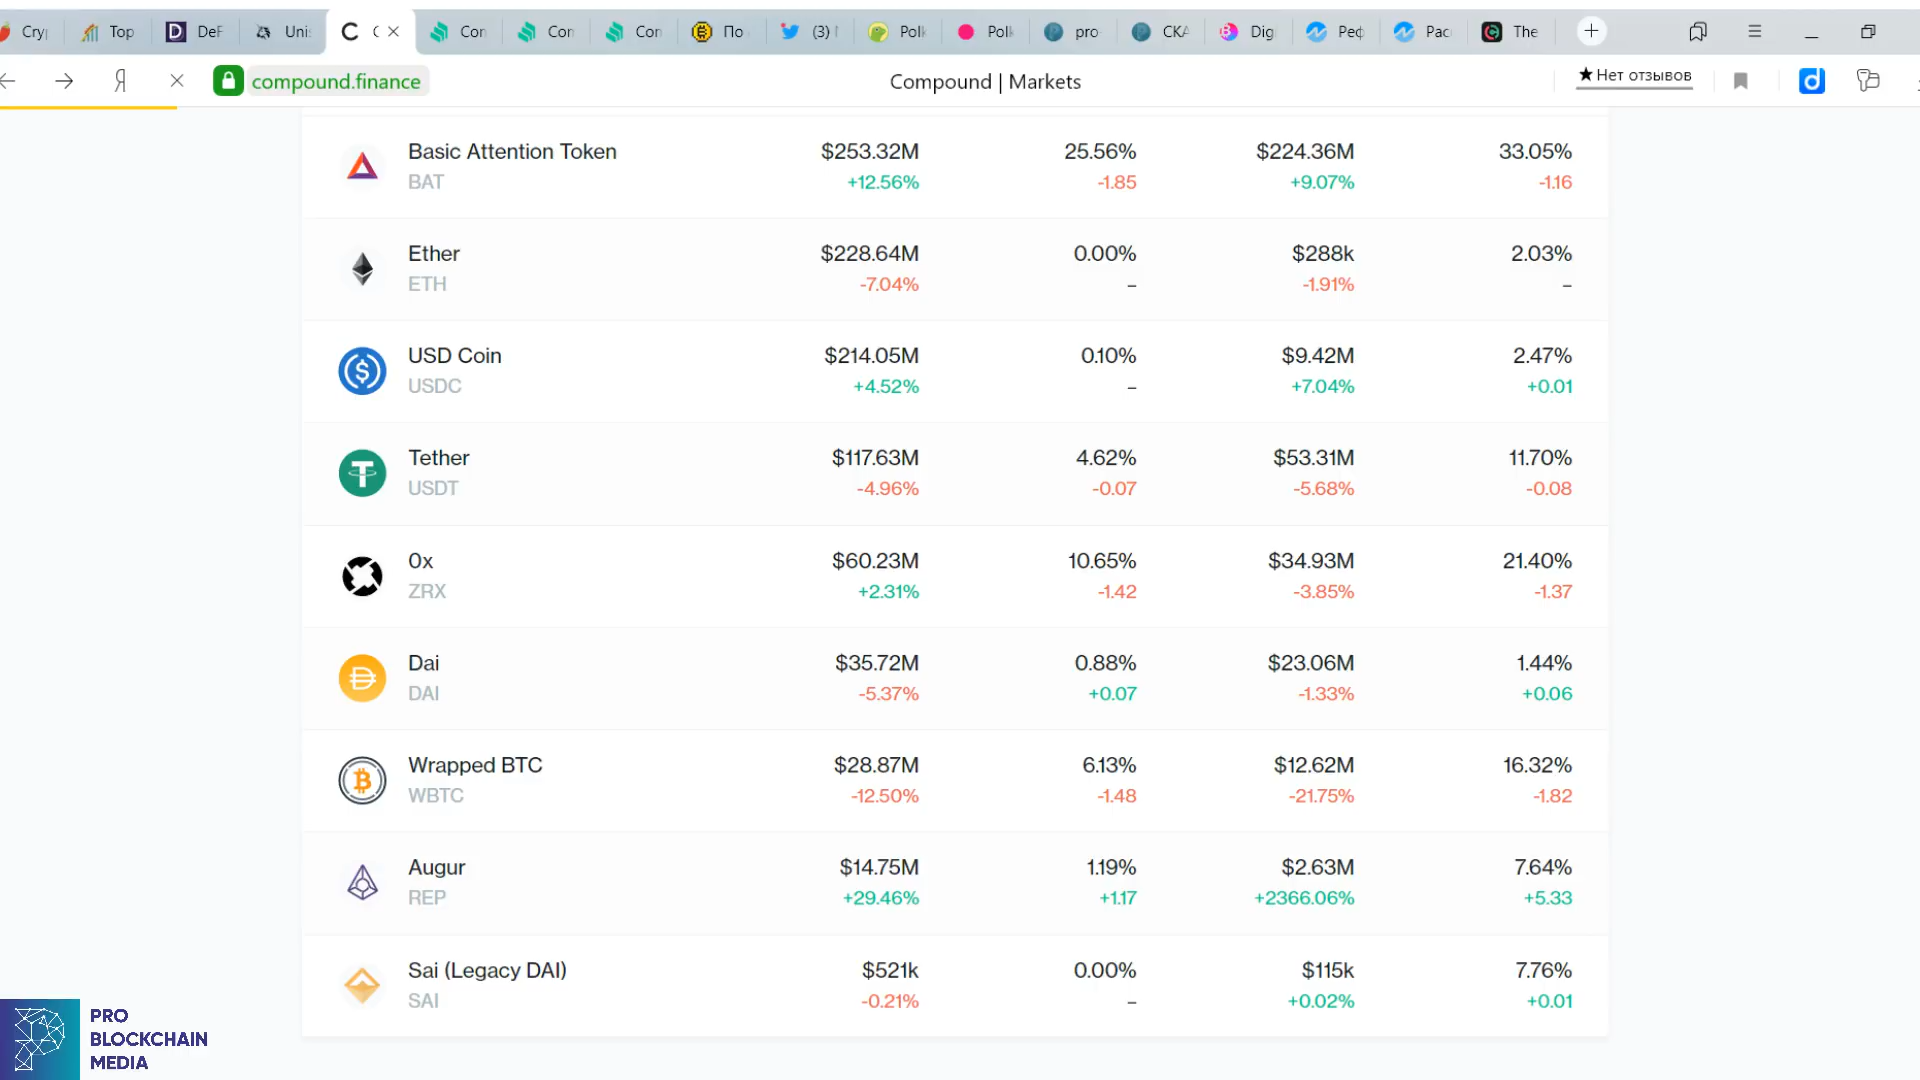 Cry Top DeF Unis C Con Con Con По (3) Polk Polk pro СКА Dig Реф Рас The
Я compound.finance Compound | Markets ★ Нет отзывов d
Basic Attention Token $253.32M 25.56% $224.36M 33.05%
BAT +12.56% -1.85 +9.07% -1.16
Ether $228.64M 0.00% $288k 2.03%
ETH -7.04% – -1.91% –
USD Coin $214.05M 0.10% $9.42M 2.47%
USDC +4.52% – +7.04% +0.01
Tether $117.63M 4.62% $53.31M 11.70%
USDT -4.96% -0.07 -5.68% -0.08
0x $60.23M 10.65% $34.93M 21.40%
ZRX +2.31% -1.42 -3.85% -1.37
Dai $35.72M 0.88% $23.06M 1.44%
DAI -5.37% +0.07 -1.33% +0.06
Wrapped BTC $28.87M 6.13% $12.62M 16.32%
WBTC -12.50% -1.48 -21.75% -1.82
Augur $14.75M 1.19% $2.63M 7.64%
REP +29.46% +1.17 +2366.06% +5.33
Sai (Legacy DAI) $521k 0.00% $115k 7.76%
SAI -0.21% – +0.02% +0.01
PRO
BLOCKCHAIN
MEDIA